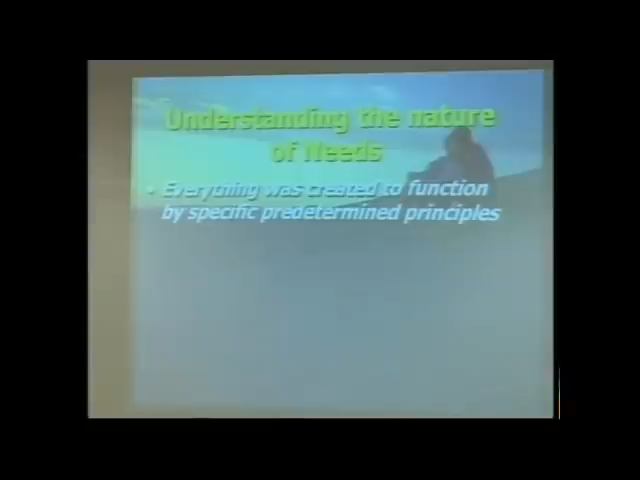 Understanding the nature
of Needs
• Everything was created to function
by specific predetermined principles